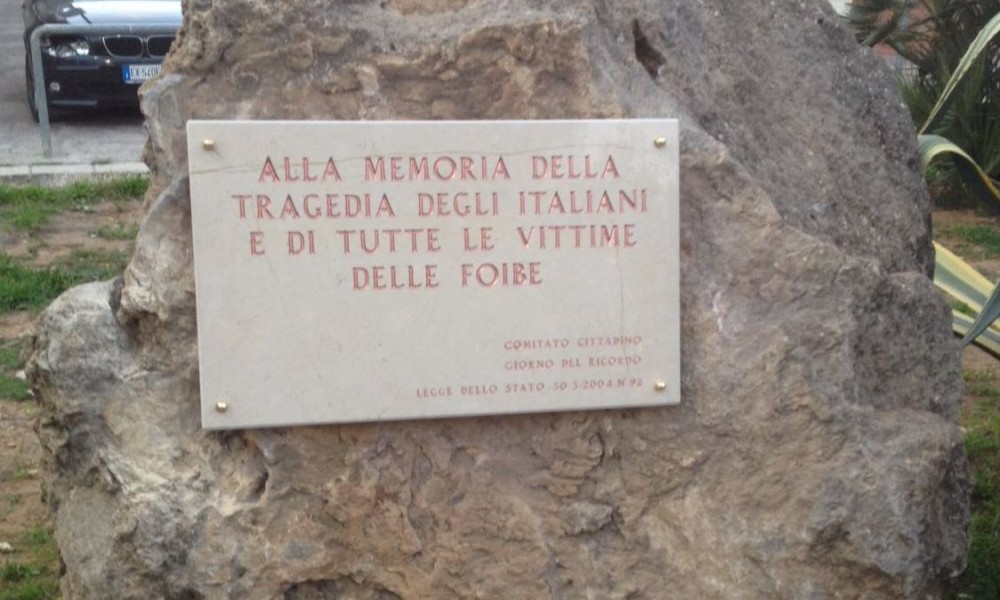 ALLA MEMORIA DELLA
TRAGEDIA DEGLI ITALIANI
E DI TUTTE LE VITTIME
DELLE FOIBE
COMITATO CITTADINO
GIORNO DEL RICORDO
LEGGE DELLO STATO 30-3-2004 N° 92